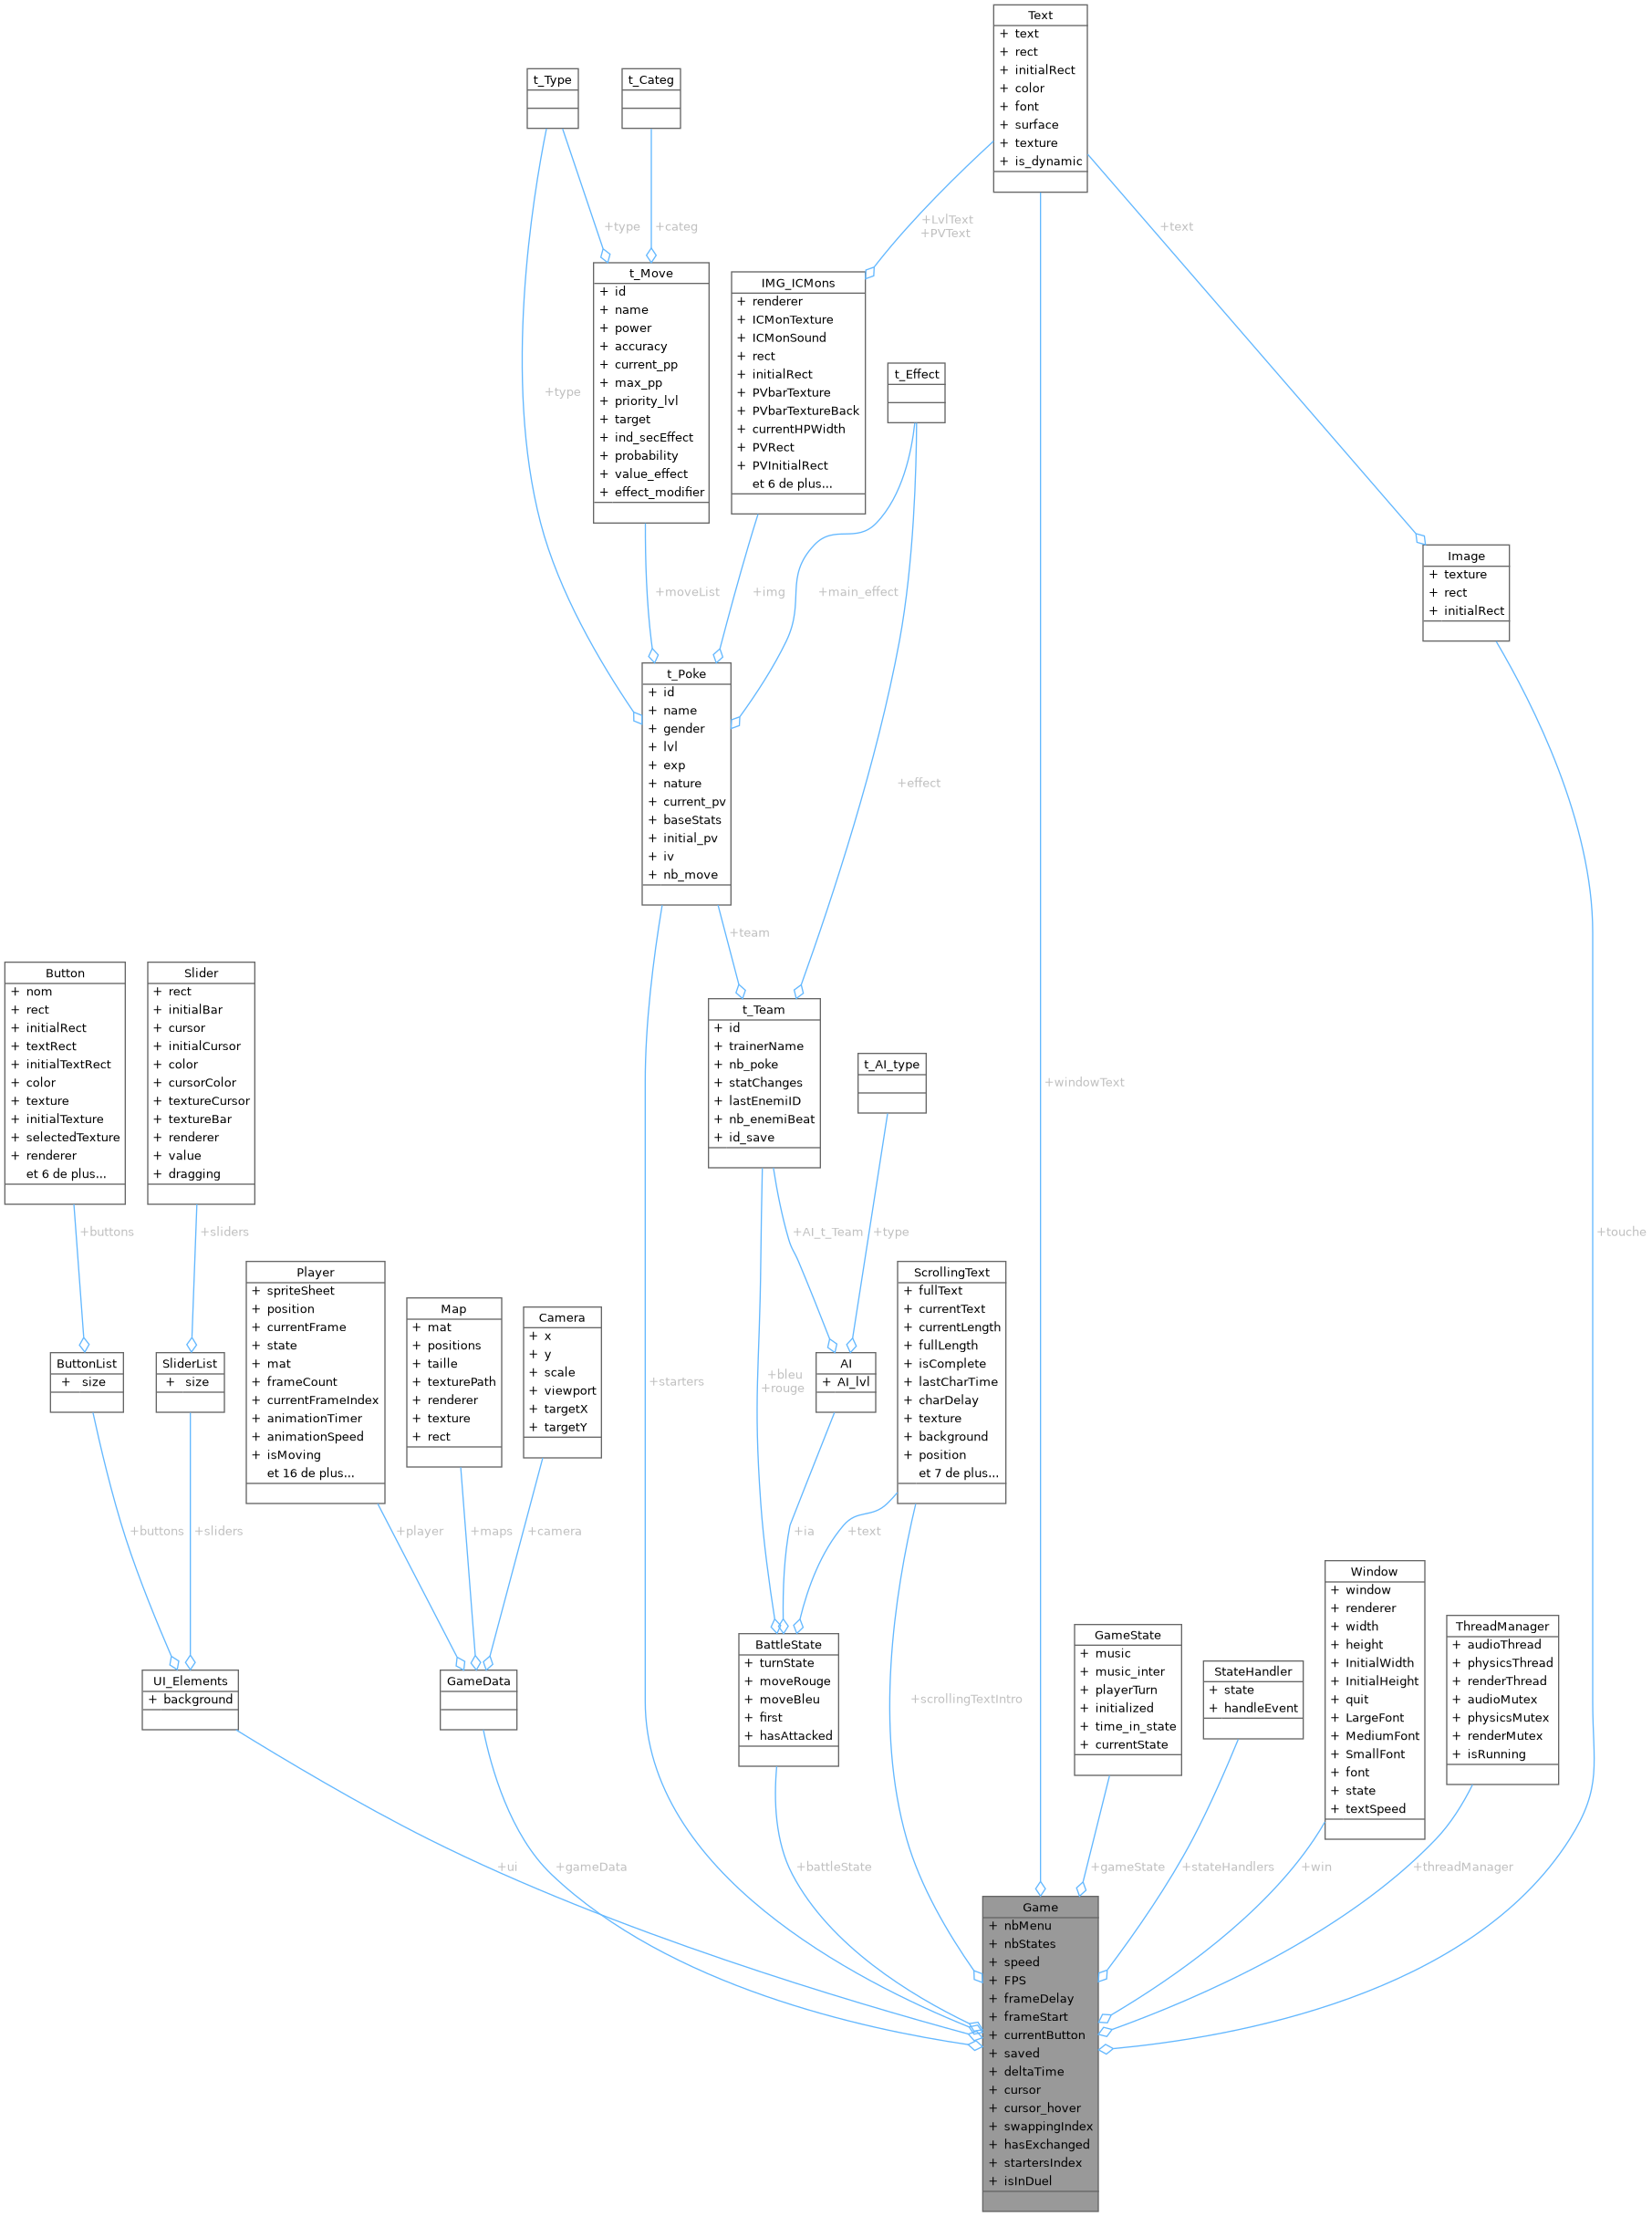 Text
+ text
+ rect
+ initialRect
+ color
+ font
+ surface
+ texture
+ is_dynamic
t_Type
t_Categ
+LvlText
+PVText
+text
+type
+categ
t_Move
+ id
+ name
+ power
+ accuracy
+ current_pp
+ max_pp
+ priority_lvl
+ target
+ ind_secEffect
+ probability
+ value_effect
+ effect_modifier
IMG_ICMons
+ renderer
+ ICMonTexture
+ ICMonSound
+ rect
+ initialRect
+ PVbarTexture
+ PVbarTextureBack
+ currentHPWidth
+ PVRect
+ PVInitialRect
et 6 de plus...
t_Effect
+type
Image
+ texture
+ rect
+ initialRect
+moveList
+img
+main_effect
t_Poke
+ id
+ name
+ gender
+ lvl
+ exp
+ nature
+ current_pv
+ baseStats
+ initial_pv
+ iv
+ nb_move
+effect
+team
Button
+ nom
+ rect
+ initialRect
+ textRect
+ initialTextRect
+ color
+ texture
+ initialTexture
+ selectedTexture
+ renderer
et 6 de plus...
Slider
+ rect
+ initialBar
+ cursor
+ initialCursor
+ color
+ cursorColor
+ textureCursor
+ textureBar
+ renderer
+ value
+ dragging
t_Team
+ id
+ trainerName
+ nb_poke
+ statChanges
+ lastEnemiID
+ nb_enemiBeat
+ id_save
t_AI_type
+windowText
+buttons
+sliders
+AI_t_Team
+type
+touche
Player
+ spriteSheet
+ position
+ currentFrame
+ state
+ mat
+ frameCount
+ currentFrameIndex
+ animationTimer
+ animationSpeed
+ isMoving
et 16 de plus...
Map
+ mat
+ positions
+ taille
+ texturePath
+ renderer
+ texture
+ rect
Camera
+ x
+ y
+ scale
+ viewport
+ targetX
+ targetY
ScrollingText
+ fullText
+ currentText
+ currentLength
+ fullLength
+ isComplete
+ lastCharTime
+ charDelay
+ texture
+ background
+ position
et 7 de plus...
ButtonList
+ size
SliderList
+ size
+starters
+bleu
+rouge
AI
+ AI_lvl
+buttons
+sliders
+player
+maps
+camera
+ia
+text
UI_Elements
+ background
GameData
BattleState
+ turnState
+ moveRouge
+ moveBleu
+ first
+ hasAttacked
+scrollingTextIntro
GameState
+ music
+ music_inter
+ playerTurn
+ initialized
+ time_in_state
+ currentState
StateHandler
+ state
+ handleEvent
Window
+ window
+ renderer
+ width
+ height
+ InitialWidth
+ InitialHeight
+ quit
+ LargeFont
+ MediumFont
+ SmallFont
+ font
+ state
+ textSpeed
ThreadManager
+ audioThread
+ physicsThread
+ renderThread
+ audioMutex
+ physicsMutex
+ renderMutex
+ isRunning
+ui
+gameData
+battleState
+gameState
+stateHandlers
+win
+threadManager
Game
+ nbMenu
+ nbStates
+ speed
+ FPS
+ frameDelay
+ frameStart
+ currentButton
+ saved
+ deltaTime
+ cursor
+ cursor_hover
+ swappingIndex
+ hasExchanged
+ startersIndex
+ isInDuel